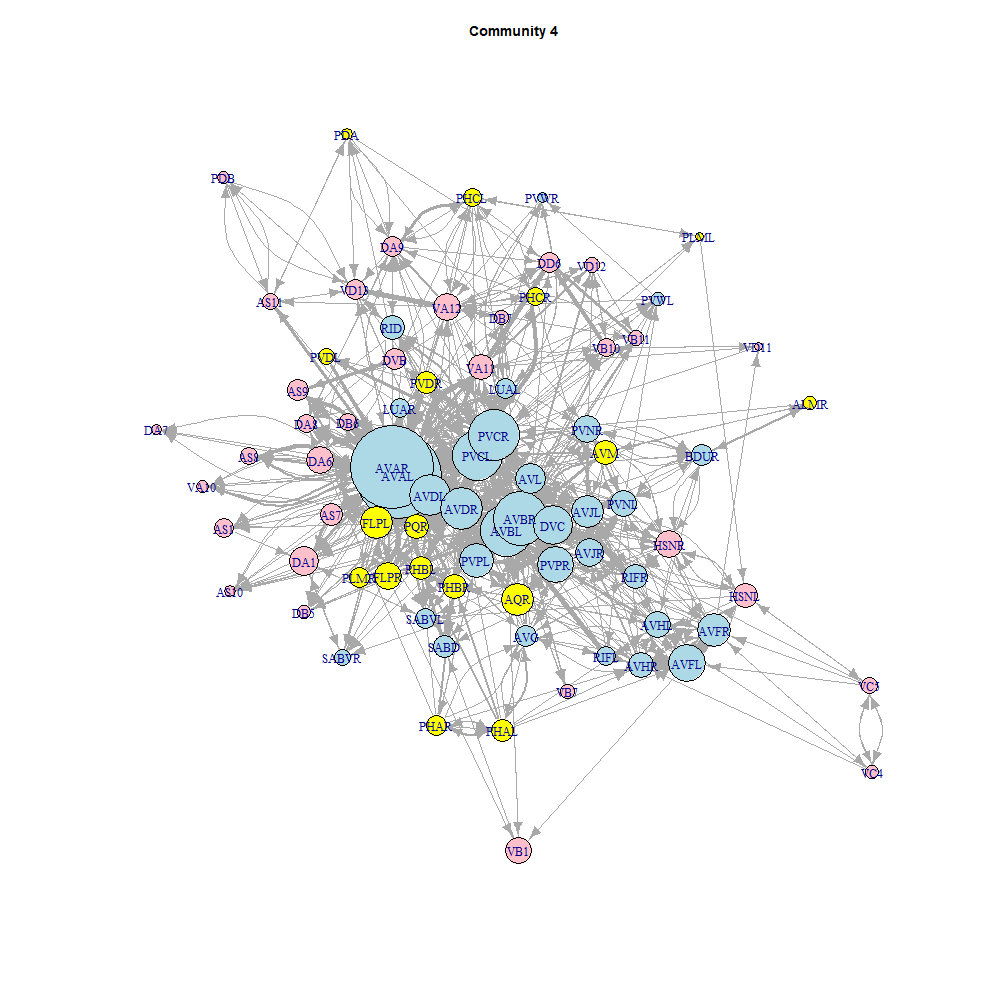 Community 4
PDA
PDB
PHCL
PVWR
PLML
DA9
DD6
VD12
AS11
VD13
VA12
PHCR
PVWL
DB7
RID
VB10
VB11
VD11
PVDL
DVB
VA11
PVDR
LUAL
AS9
LUAR
ALMR
DA8
DB6
DA7
PVCR
PVNR
AS8
DA6
AVAR
PVCL
AVM
BDUR
AVAL
AVL
VA10
AVDL
AVDR
PVNL
AS7
FLPL
PQR
AVBR
AVBL
DVC
AVJL
HSNR
DA1
PVPL
PVPR
AVJR
PLMR
FLPR
PHBL
PHBR
RIFR
AS10
AQR
HSNL
DB5
SABVL
AVG
AVHL
AVFR
SABD
SABVR
RIFL
AVHR
AVFL
VB7
VC5
PHAR
PHAL
VC4
VB1